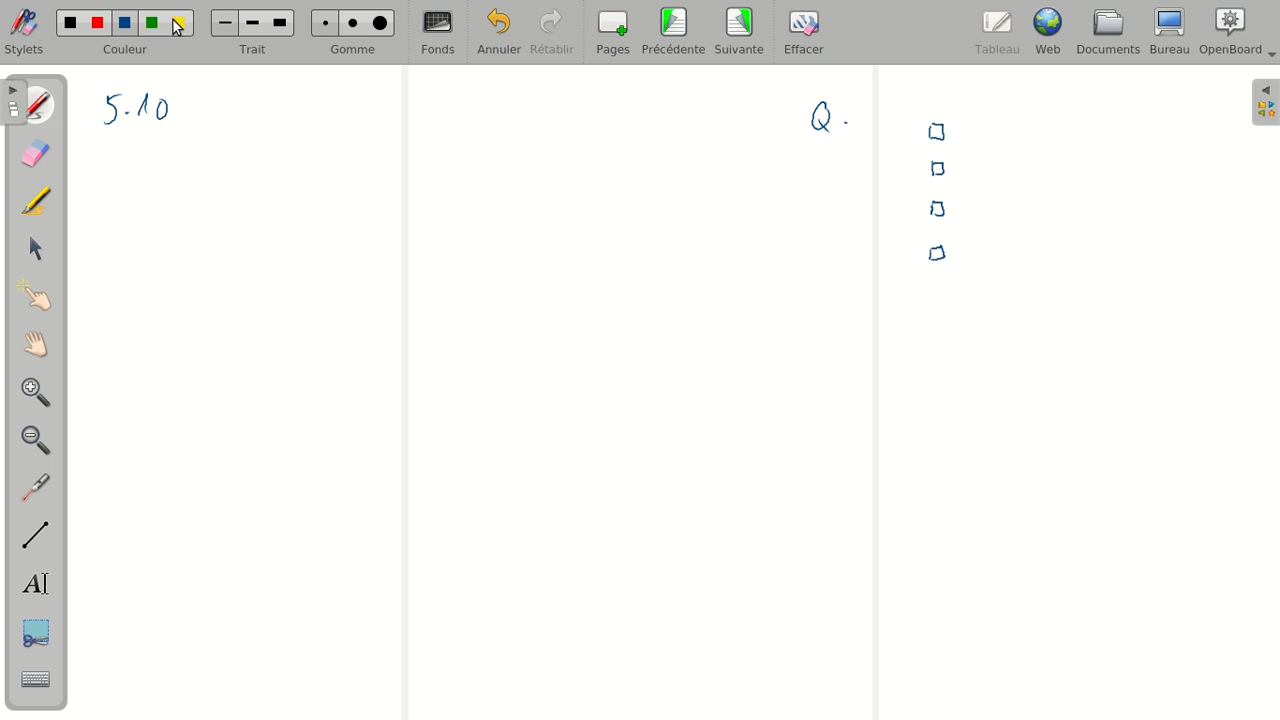 Stylets Couleur Trait Gomme Fonds Annuler Rétablir Pages Précédente Suivante Effacer Tableau Web Documents Bureau OpenBoard
5.10
Q.
A